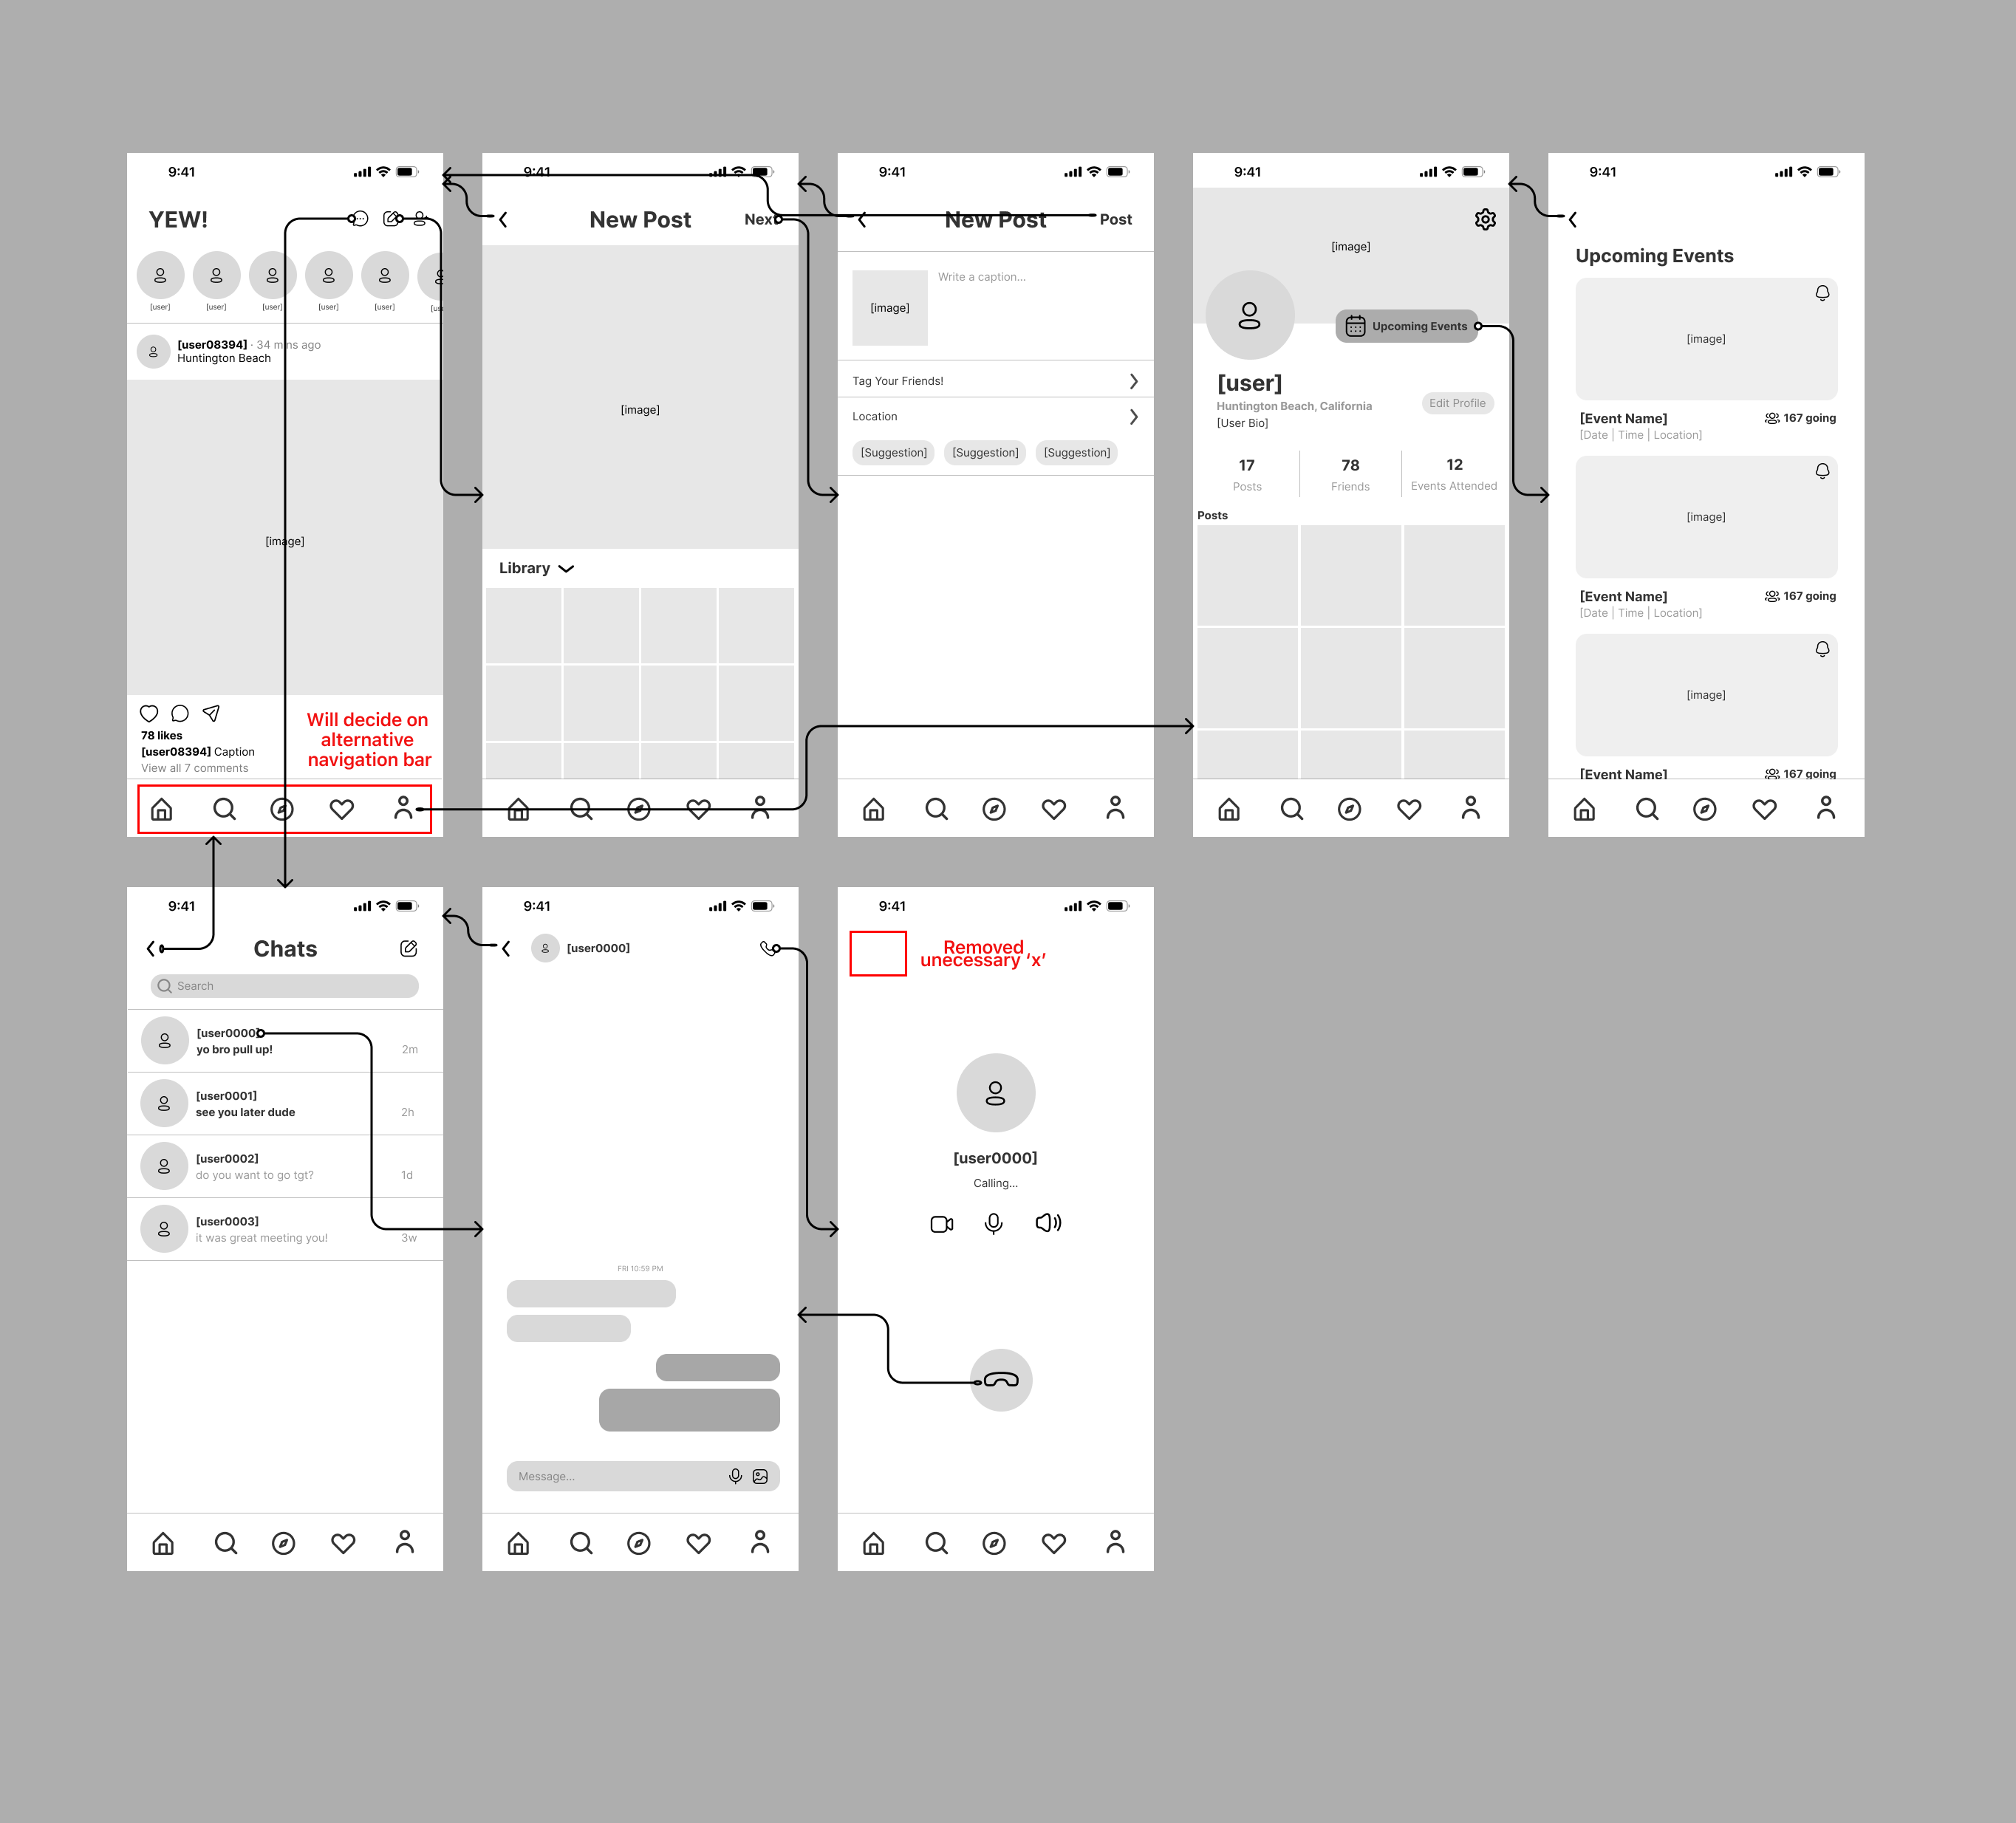 9:41
YEW!
[user]
[user]
[user]
[user]
[user]
[us
[user08394] · 34 mins ago
Huntington Beach
[image]
78 likes
[user08394] Caption
View all 7 comments
Will decide on
alternative
navigation bar
9:41
New Post
Next
[image]
Library
9:41
New Post
Post
[image]
Write a caption...
Tag Your Friends!
Location
[Suggestion]
[Suggestion]
[Suggestion]
9:41
[image]
Upcoming Events
[user]
Huntington Beach, California
[User Bio]
Edit Profile
17
Posts
78
Friends
12
Events Attended
Posts
9:41
Upcoming Events
[image]
[Event Name]
167 going
[Date | Time | Location]
[image]
[Event Name]
167 going
[Date | Time | Location]
[image]
[Event Name]
167 going
9:41
Chats
Search
[user0000]
yo bro pull up!
2m
[user0001]
see you later dude
2h
[user0002]
do you want to go tgt?
1d
[user0003]
it was great meeting you!
3w
9:41
[user0000]
FRI 10:59 PM
Message...
9:41
Removed
unecessary ‘x’
[user0000]
Calling...